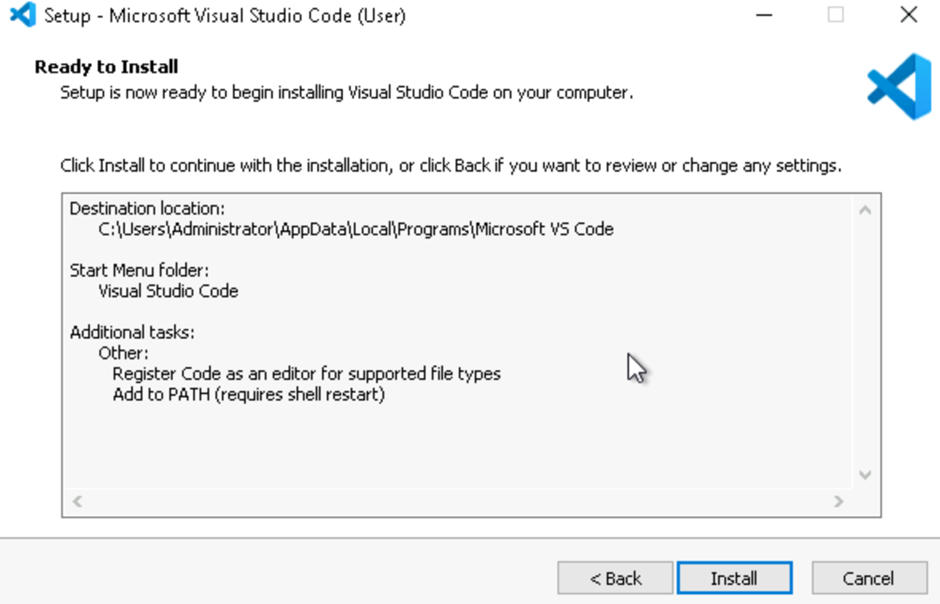 Setup - Microsoft Visual Studio Code (User)
Ready to Install
Setup is now ready to begin installing Visual Studio Code on your computer.
Click Install to continue with the installation, or click Back if you want to review or change any settings.
Destination location:
C:\Users\Administrator\AppData\Local\Programs\Microsoft VS Code
Start Menu folder:
Visual Studio Code
Additional tasks:
Other:
Register Code as an editor for supported file types
Add to PATH (requires shell restart)
< Back
Install
Cancel